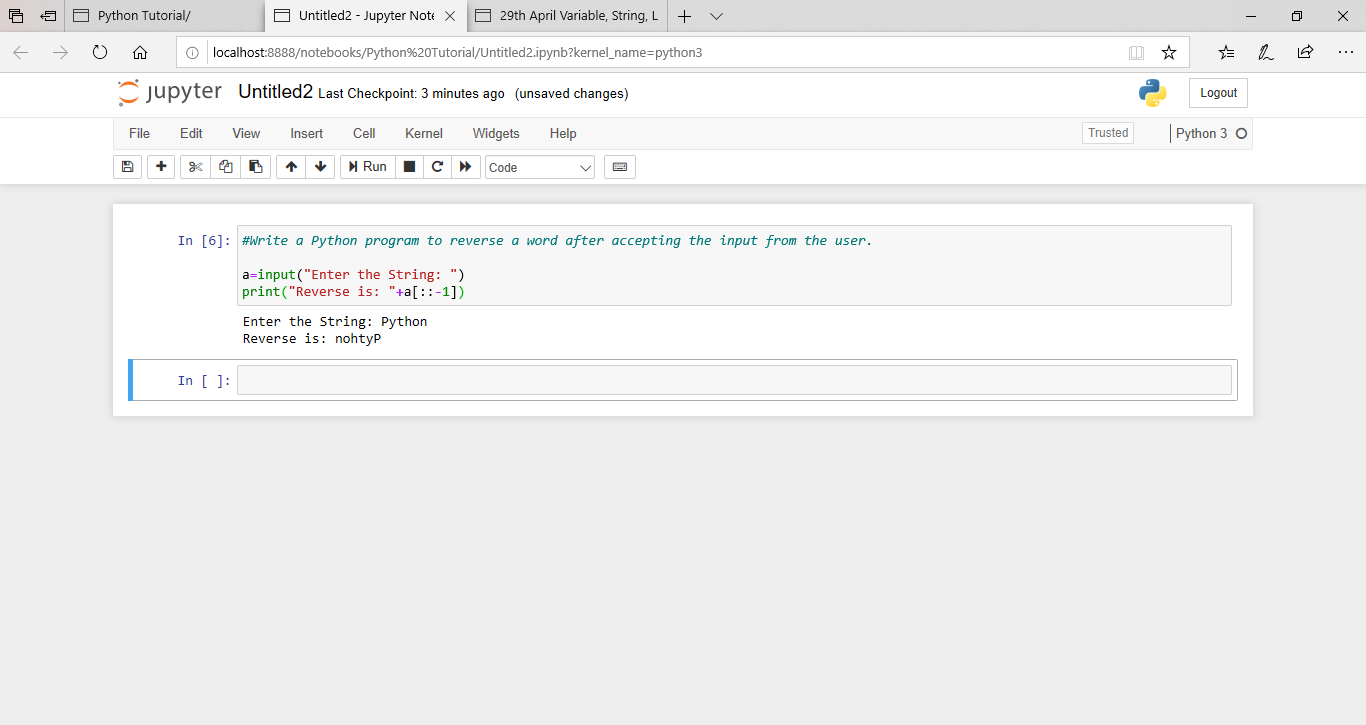 Python Tutorial/
Untitled2 - Jupyter Note
29th April Variable, String, L
localhost:8888/notebooks/Python%20Tutorial/Untitled2.ipynb?kernel_name=python3
jupyter Untitled2 Last Checkpoint: 3 minutes ago (unsaved changes)
Logout
File Edit View Insert Cell Kernel Widgets Help
Trusted
Python 3
Run
Code
In [6]: #Write a Python program to reverse a word after accepting the input from the user.
a=input("Enter the String: ")
print("Reverse is: "+a[::-1])
Enter the String: Python
Reverse is: nohtyP
In [ ]: